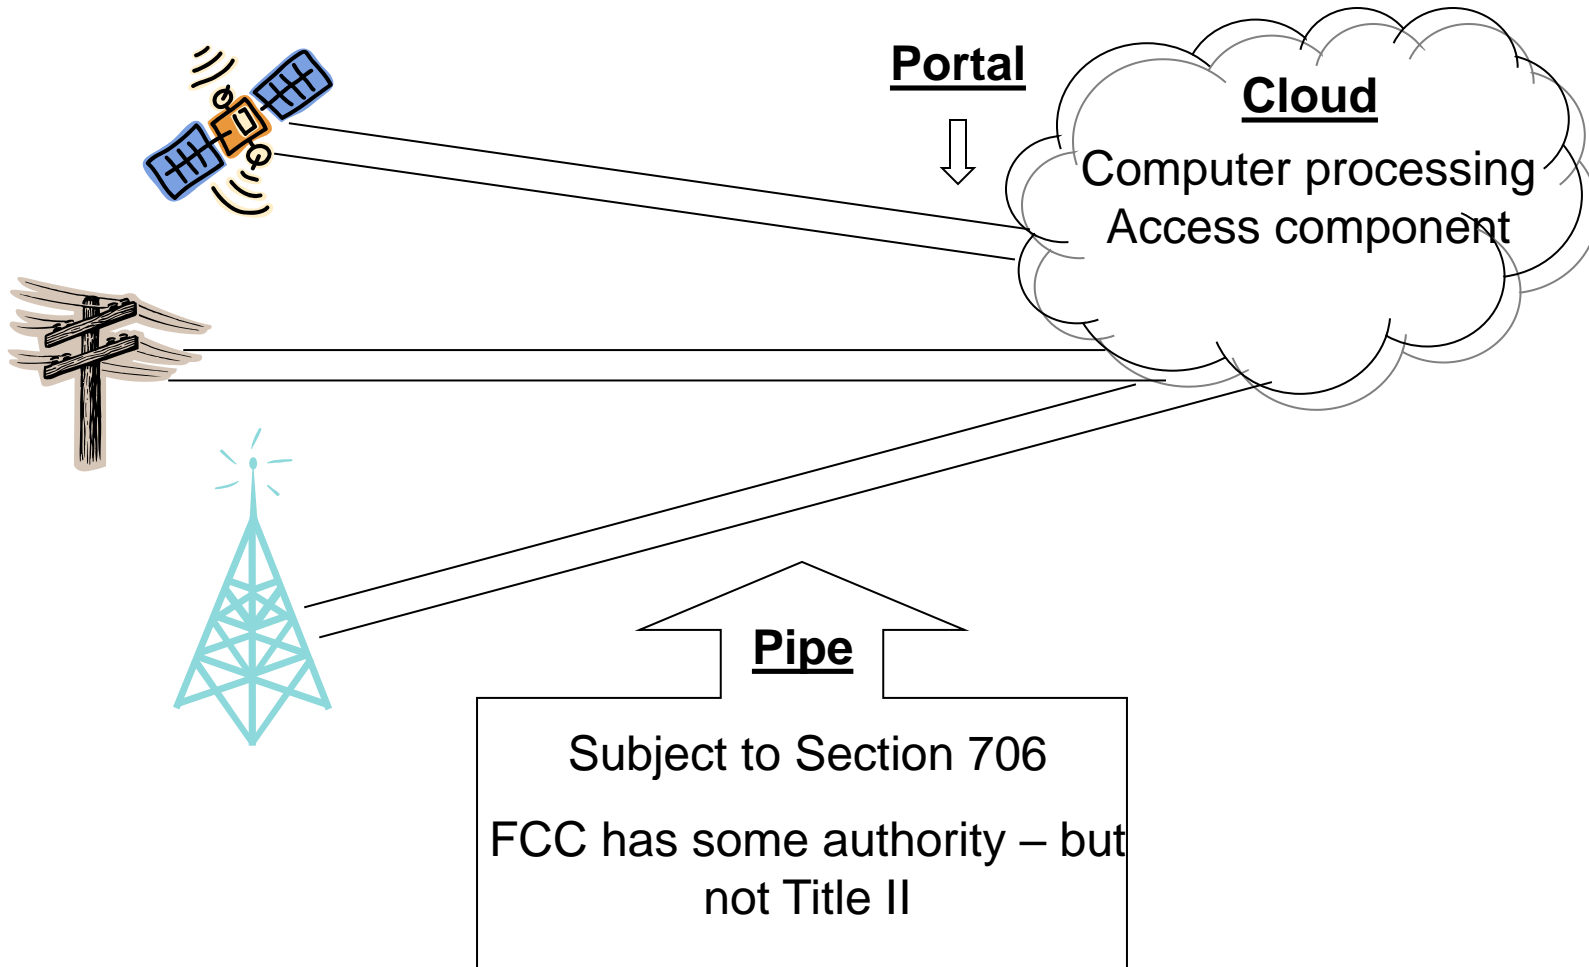 Portal
Cloud
Computer processing
Access component
Pipe
Subject to Section 706
FCC has some authority – but
not Title II